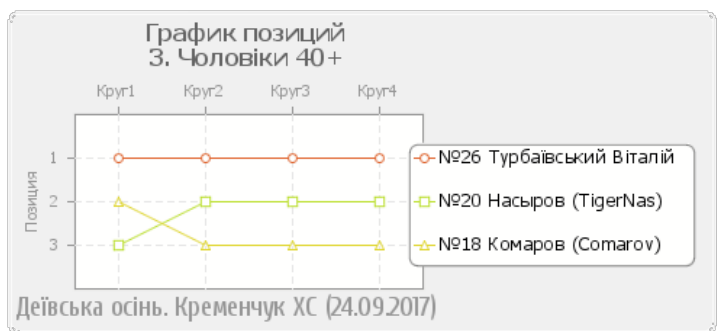 График позиций
3. Чоловіки 40+
Круг1 Круг2 Круг3 Круг4
Позиция
1
2
3
№26 Турбаївський Віталій
№20 Насыров (TigerNas)
№18 Комаров (Comarov)
Деївська осінь. Кременчук ХС (24.09.2017)